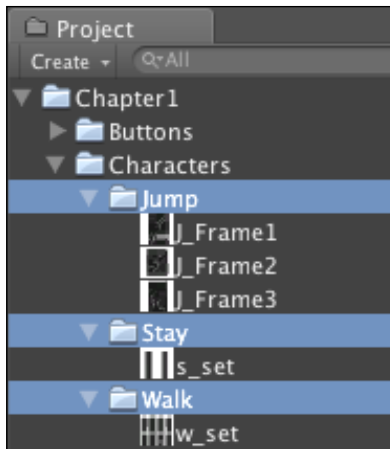 Project
Create All
Chapter1
Buttons
Characters
Jump
J_Frame1
J_Frame2
J_Frame3
Stay
s_set
Walk
w_set